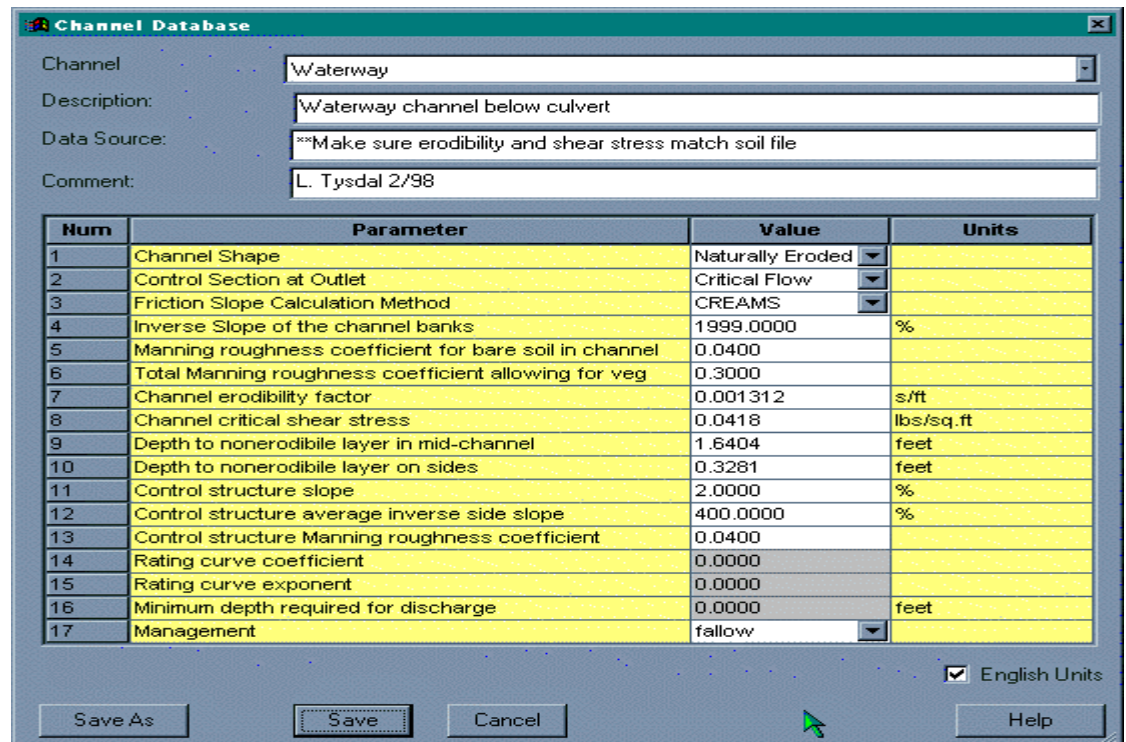 Channel Database
Channel Waterway
Description: Waterway channel below culvert
Data Source: **Make sure erodibility and shear stress match soil file
Comment: L. Tysdal 2/98
Num Parameter Value Units
1 Channel Shape Naturally Eroded
2 Control Section at Outlet Critical Flow
3 Friction Slope Calculation Method CREAMS
4 Inverse Slope of the channel banks 1999.0000 %
5 Manning roughness coefficient for bare soil in channel 0.0400
6 Total Manning roughness coefficient allowing for veg 0.3000
7 Channel erodibility factor 0.001312 s/ft
8 Channel critical shear stress 0.0418 lbs/sq.ft
9 Depth to nonerodibile layer in mid-channel 1.6404 feet
10 Depth to nonerodibile layer on sides 0.3281 feet
11 Control structure slope 2.0000 %
12 Control structure average inverse side slope 400.0000 %
13 Control structure Manning roughness coefficient 0.0400
14 Rating curve coefficient 0.0000
15 Rating curve exponent 0.0000
16 Minimum depth required for discharge 0.0000 feet
17 Management fallow
English Units
Save As Save Cancel Help